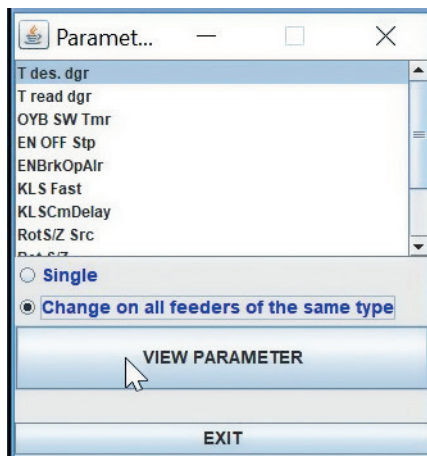 Paramet...
T des. dgr
T read dgr
OYB SW Tmr
EN OFF Stp
ENBrkOpAlr
KLS Fast
KLSCmDelay
RotS/Z Src
Single
Change on all feeders of the same type
VIEW PARAMETER
EXIT